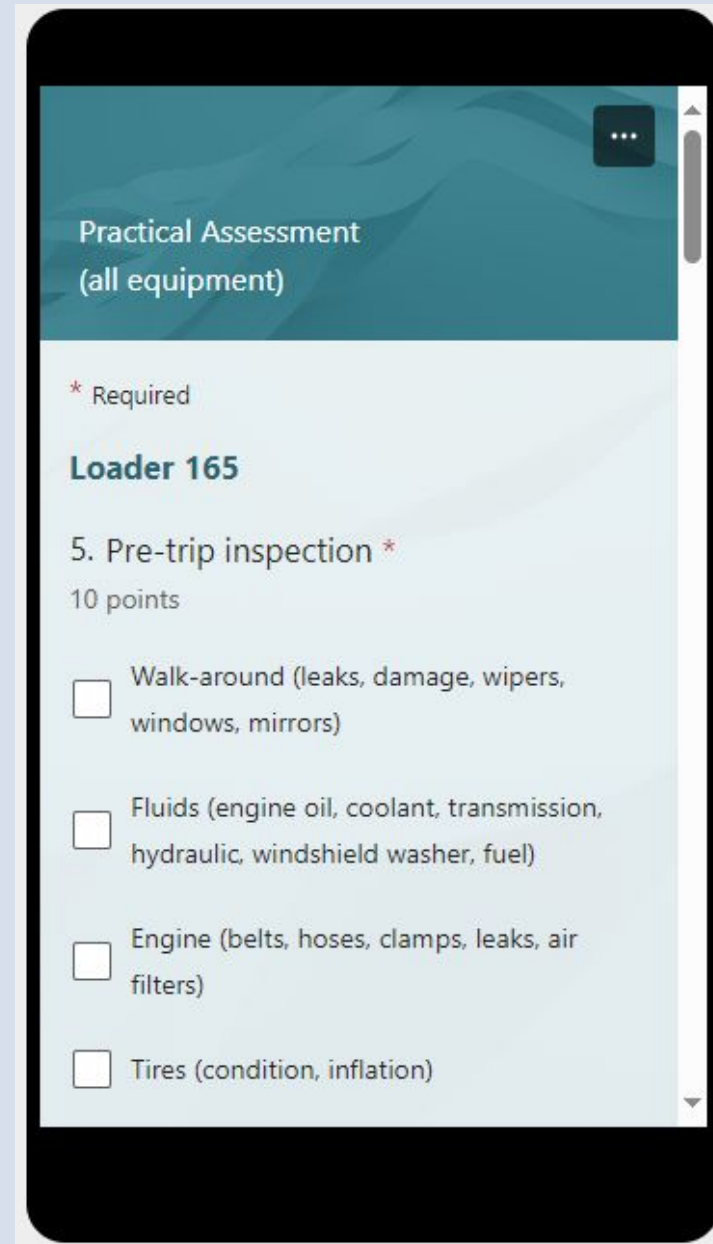 Practical Assessment
(all equipment)
* Required
Loader 165
5. Pre-trip inspection *
10 points
Walk-around (leaks, damage, wipers,
windows, mirrors)
Fluids (engine oil, coolant, transmission,
hydraulic, windshield washer, fuel)
Engine (belts, hoses, clamps, leaks, air
filters)
Tires (condition, inflation)